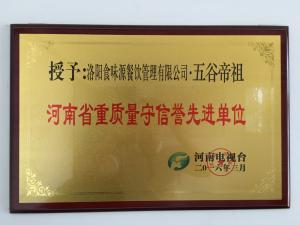 授予：洛阳食味源餐饮管理有限公司·五谷帝祖
河南省重质量守信誉先进单位
河南电视台
二〇一六年三月